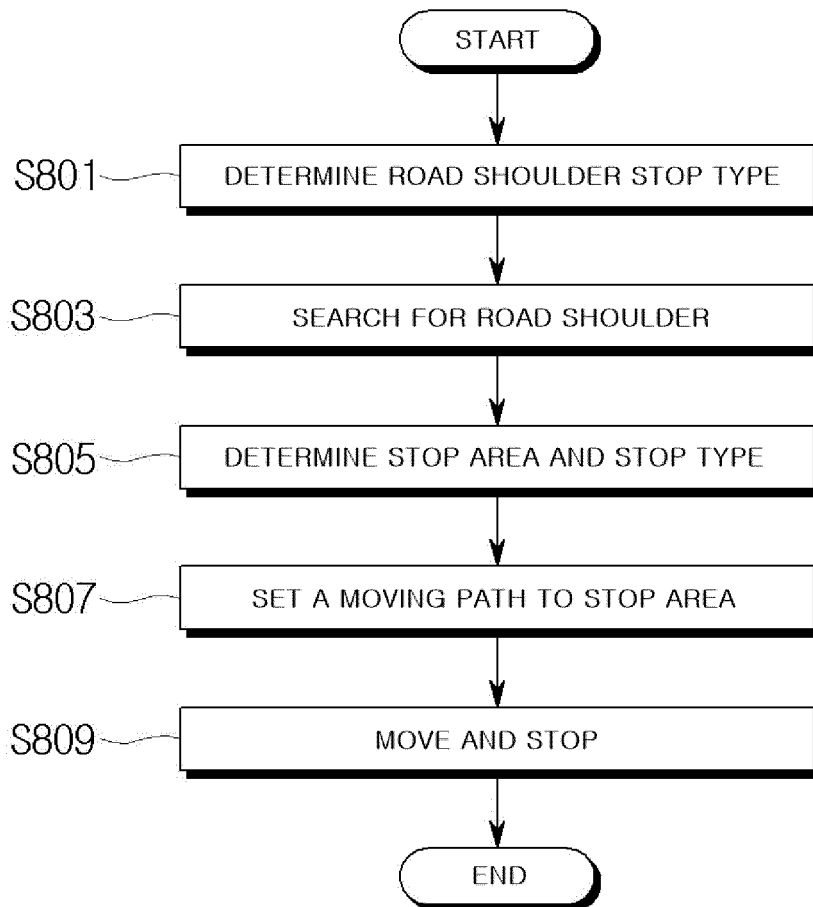 START
S801 DETERMINE ROAD SHOULDER STOP TYPE
S803 SEARCH FOR ROAD SHOULDER
S805 DETERMINE STOP AREA AND STOP TYPE
S807 SET A MOVING PATH TO STOP AREA
S809 MOVE AND STOP
END